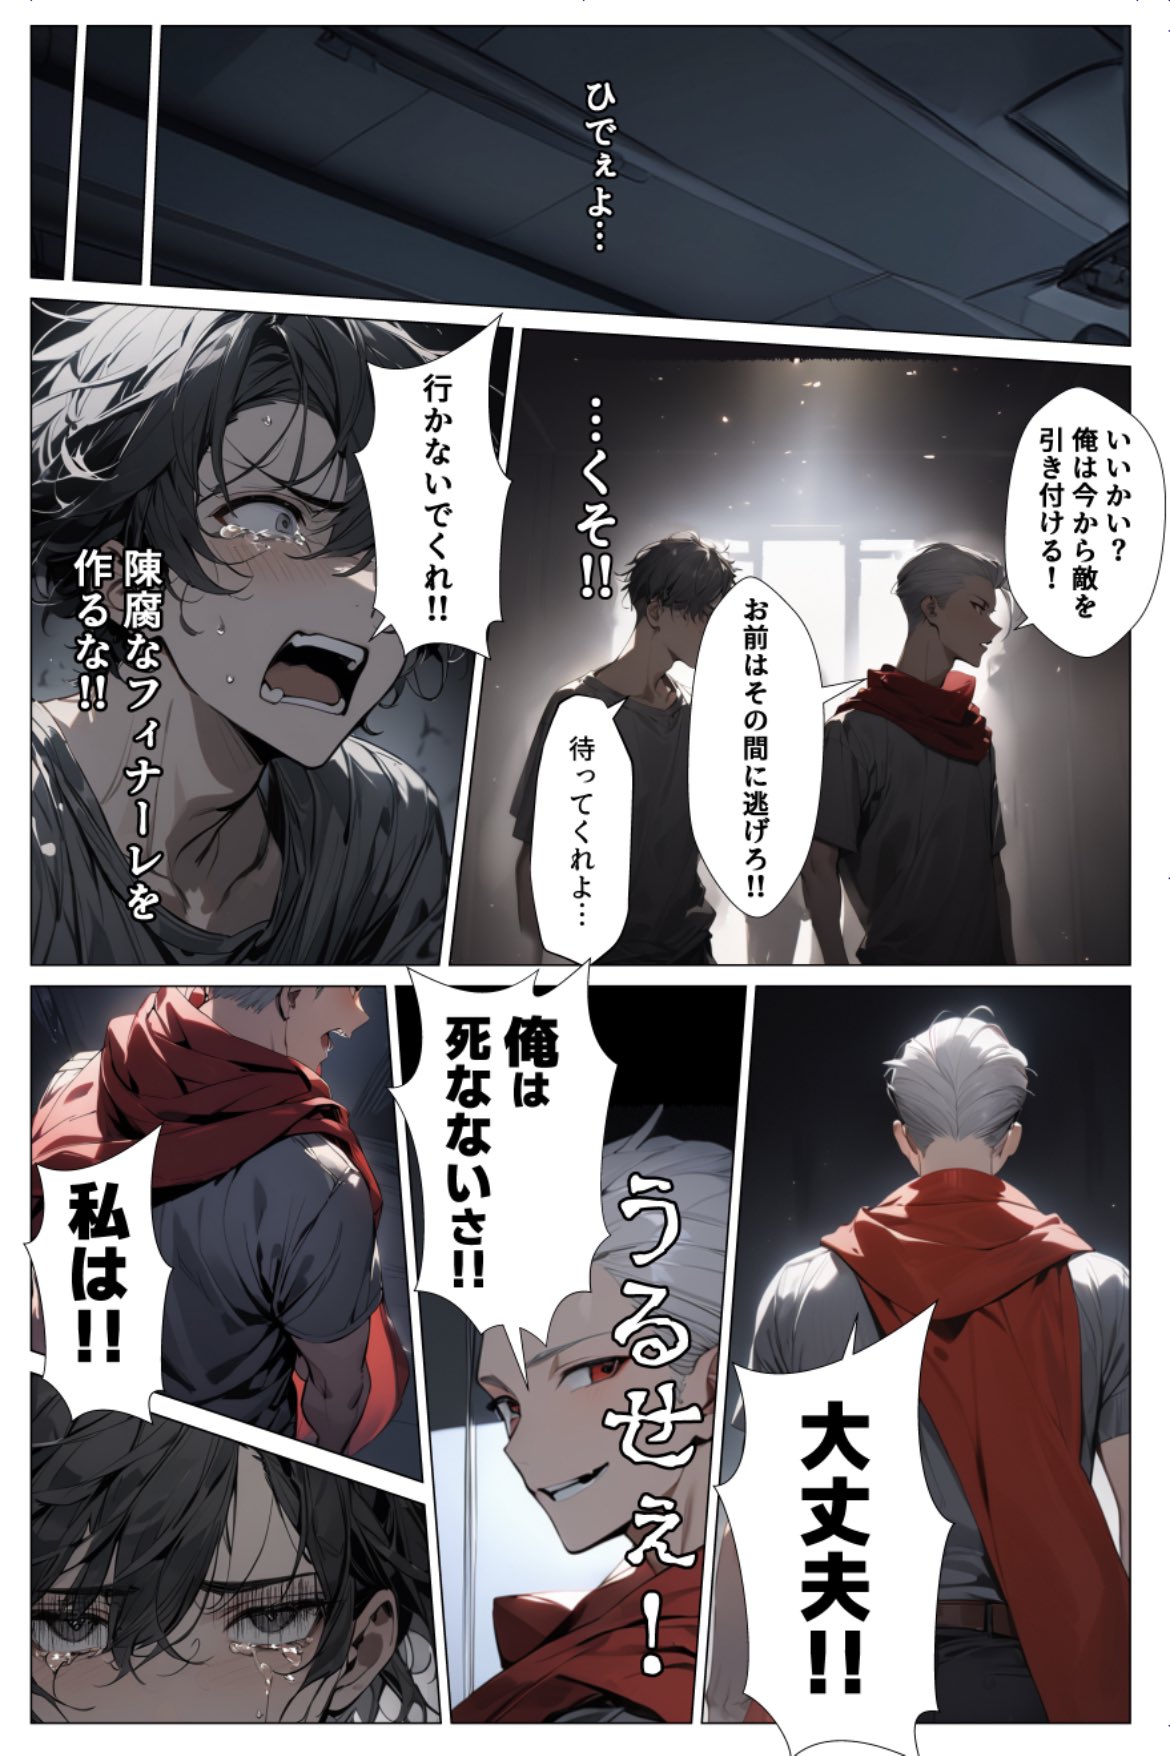 ひでぇよ…
いいかい？
俺は今から敵を
引き付ける！
お前はその間に逃げろ!!
…くそ!!
待ってくれよ…
行かないでくれ!!
陳腐なフィナーレを
作るな!!
大丈夫!!
うるせぇ！
俺は
死なないさ!!
私は!!